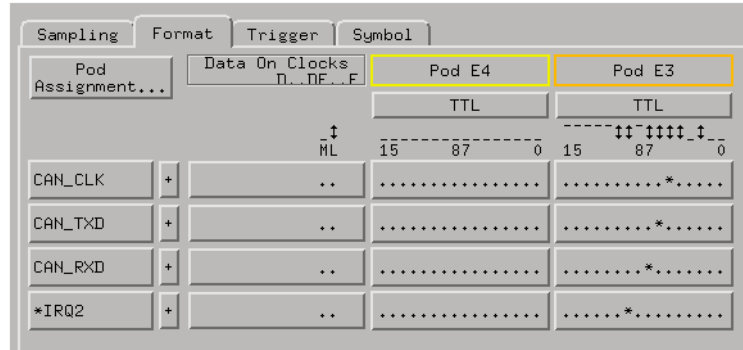 Sampling Format Trigger Symbol
Pod Assignment...
Data On Clocks
Pod E4 Pod E3
TTL TTL
ML 15 87 0 15 87 0
CAN_CLK + .. ................ ..........*.....
CAN_TXD + .. ................ .........*......
CAN_RXD + .. ................ ........*.......
*IRQ2 + .. ................ ......*.........